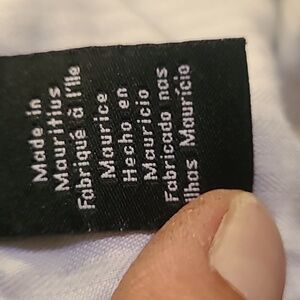 Made in
Mauritius
Fabriqué à l'île
Maurice
Hecho en
Mauricio
Fabricado nas
Ilhas Maurício